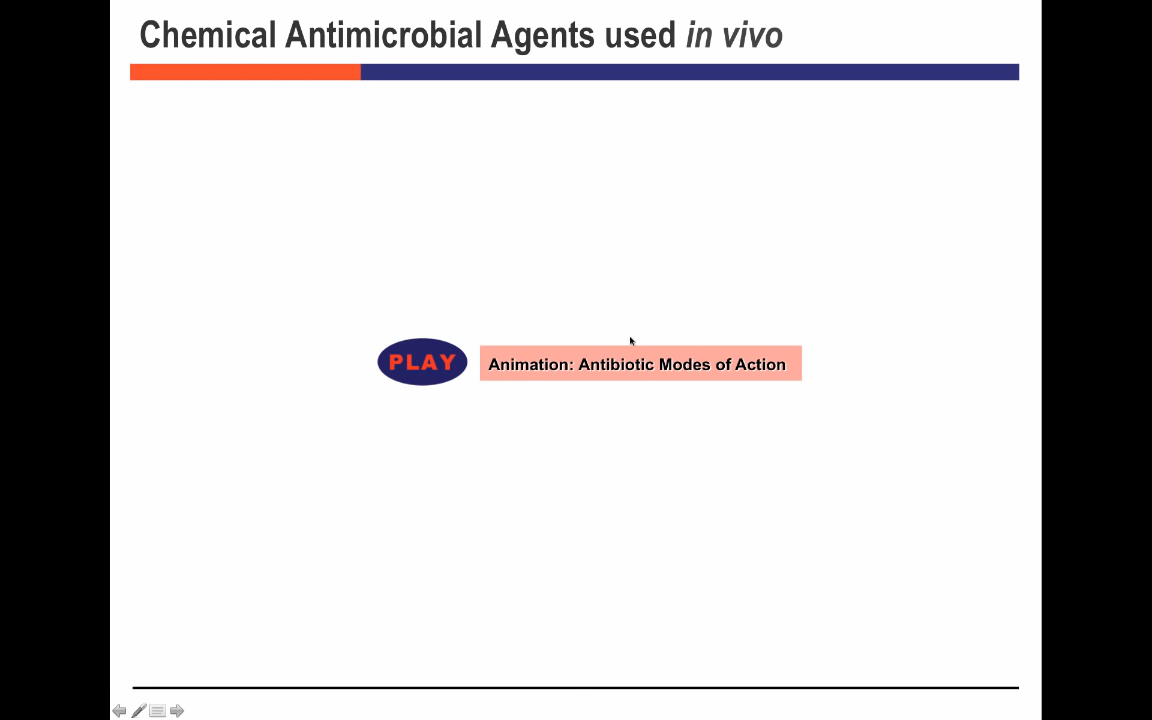 Chemical Antimicrobial Agents used in vivo
PLAY
Animation: Antibiotic Modes of Action